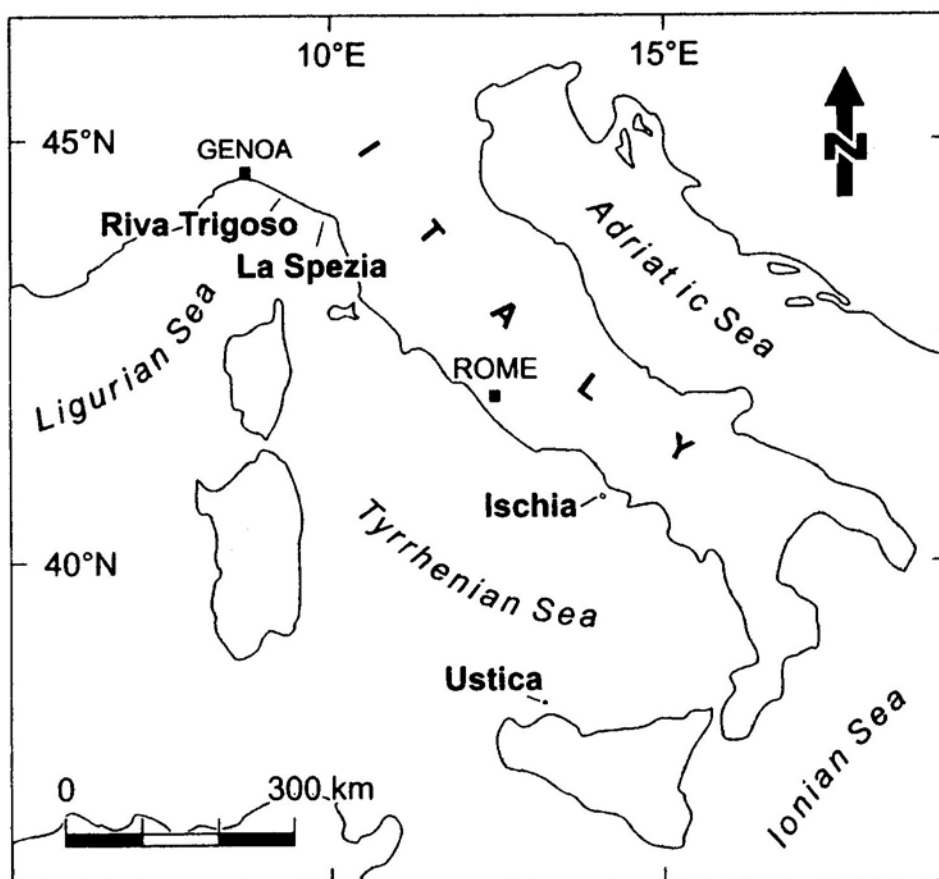 10°E 15°E
45°N
GENOA
N
Riva Trigoso
La Spezia
ITALY
Adriatic Sea
Ligurian Sea
ROME
Ischia
Tyrrhenian Sea
40°N
Ustica
Ionian Sea
0 300 km